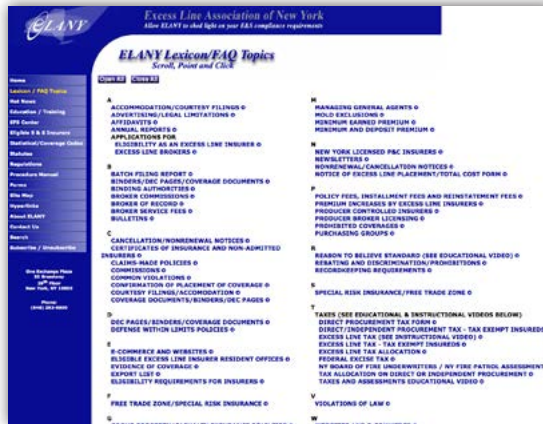 ELANY
Excess Line Association of New York
Allow ELANY to shed light on your E&S compliance requirements
ELANY Lexicon/FAQ Topics
Scroll, Point and Click
Open All Close All
Home
Lexicon / FAQ Topics
Hot News
Education / Training
EFS Center
Eligible E & S Insurers
Statistical/Coverage Codes
Statutes
Regulations
Procedure Manual
Forms
Site Map
Hyperlinks
About ELANY
Contact Us
Search
Subscribe / Unsubscribe
One Exchange Plaza
55 Broadway
29th Floor
New York, NY 10006
Phone:
A
ACCOMMODATION/COURTESY FILINGS
ADVERTISING/LEGAL LIMITATIONS
AFFIDAVITS
ANNUAL REPORTS
APPLICATIONS FOR
ELIGIBILITY AS AN EXCESS LINE INSURER
EXCESS LINE BROKERS
B
BATCH FILING REPORT
BINDERS/DEC PAGES/COVERAGE DOCUMENTS
BINDING AUTHORITIES
BROKER COMMISSIONS
BROKER OF RECORD
BROKER SERVICE FEES
BULLETINS
C
CANCELLATION/NONRENEWAL NOTICES
CERTIFICATES OF INSURANCE AND NON-ADMITTED
INSURERS
CLAIMS-MADE POLICIES
COMMISSIONS
COMMON VIOLATIONS
CONFIRMATION OF PLACEMENT OF COVERAGE
COURTESY FILINGS/ACCOMODATION
COVERAGE DOCUMENTS/BINDERS/DEC PAGES
D
DEC PAGES/BINDERS/COVERAGE DOCUMENTS
DEFENSE WITHIN LIMITS POLICIES
E
E-COMMERCE AND WEBSITES
ELIGIBLE EXCESS LINE INSURER RESIDENT OFFICES
EVIDENCE OF COVERAGE
EXPORT LIST
ELIGIBILITY REQUIREMENTS FOR INSURERS
F
FREE TRADE ZONE/SPECIAL RISK INSURANCE
G
M
MANAGING GENERAL AGENTS
MOLD EXCLUSIONS
MINIMUM EARNED PREMIUM
MINIMUM AND DEPOSIT PREMIUM
N
NEW YORK LICENSED P&C INSURERS
NEWSLETTERS
NONRENEWAL/CANCELLATION NOTICES
NOTICE OF EXCESS LINE PLACEMENT/TOTAL COST FORM
P
POLICY FEES, INSTALLMENT FEES AND REINSTATEMENT FEES
PREMIUM INCREASES BY EXCESS LINE INSURERS
PRODUCER CONTROLLED INSURERS
PRODUCER BROKER LICENSING
PROHIBITED COVERAGES
PURCHASING GROUPS
R
REASON TO BELIEVE STANDARD (SEE EDUCATIONAL VIDEO)
REBATING AND DISCRIMINATION/PROHIBITIONS
RECORDKEEPING REQUIREMENTS
S
SPECIAL RISK INSURANCE/FREE TRADE ZONE
T
TAXES (SEE EDUCATIONAL & INSTRUCTIONAL VIDEOS BELOW)
DIRECT PROCUREMENT TAX FORM
DIRECT/INDEPENDENT PROCUREMENT TAX - TAX EXEMPT INSUREDS
EXCESS LINE TAX (SEE INSTRUCTIONAL VIDEO)
EXCESS LINE TAX - TAX EXEMPT INSUREDS
EXCESS LINE TAX ALLOCATION
FEDERAL EXCISE TAX
NY BOARD OF FIRE UNDERWRITERS / NY FIRE PATROL ASSESSMENT
TAX ALLOCATION ON DIRECT OR INDEPENDENT PROCUREMENT
TAXES AND ASSESSMENTS EDUCATIONAL VIDEO
V
VIOLATIONS OF LAW
W